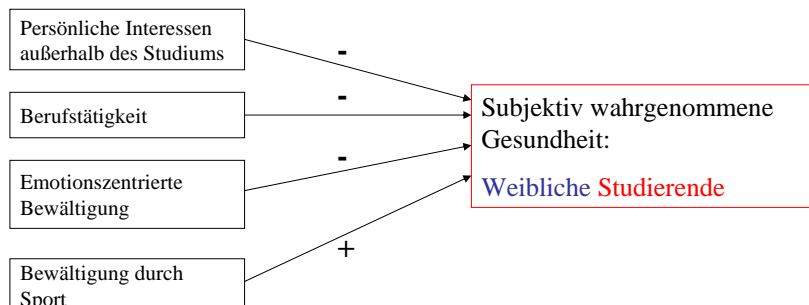 Persönliche Interessen
außerhalb des Studiums
-
Berufstätigkeit
-
Emotionszentrierte
Bewältigung
-
Bewältigung durch
Sport
+
Subjektiv wahrgenommene
Gesundheit:
Weibliche Studierende